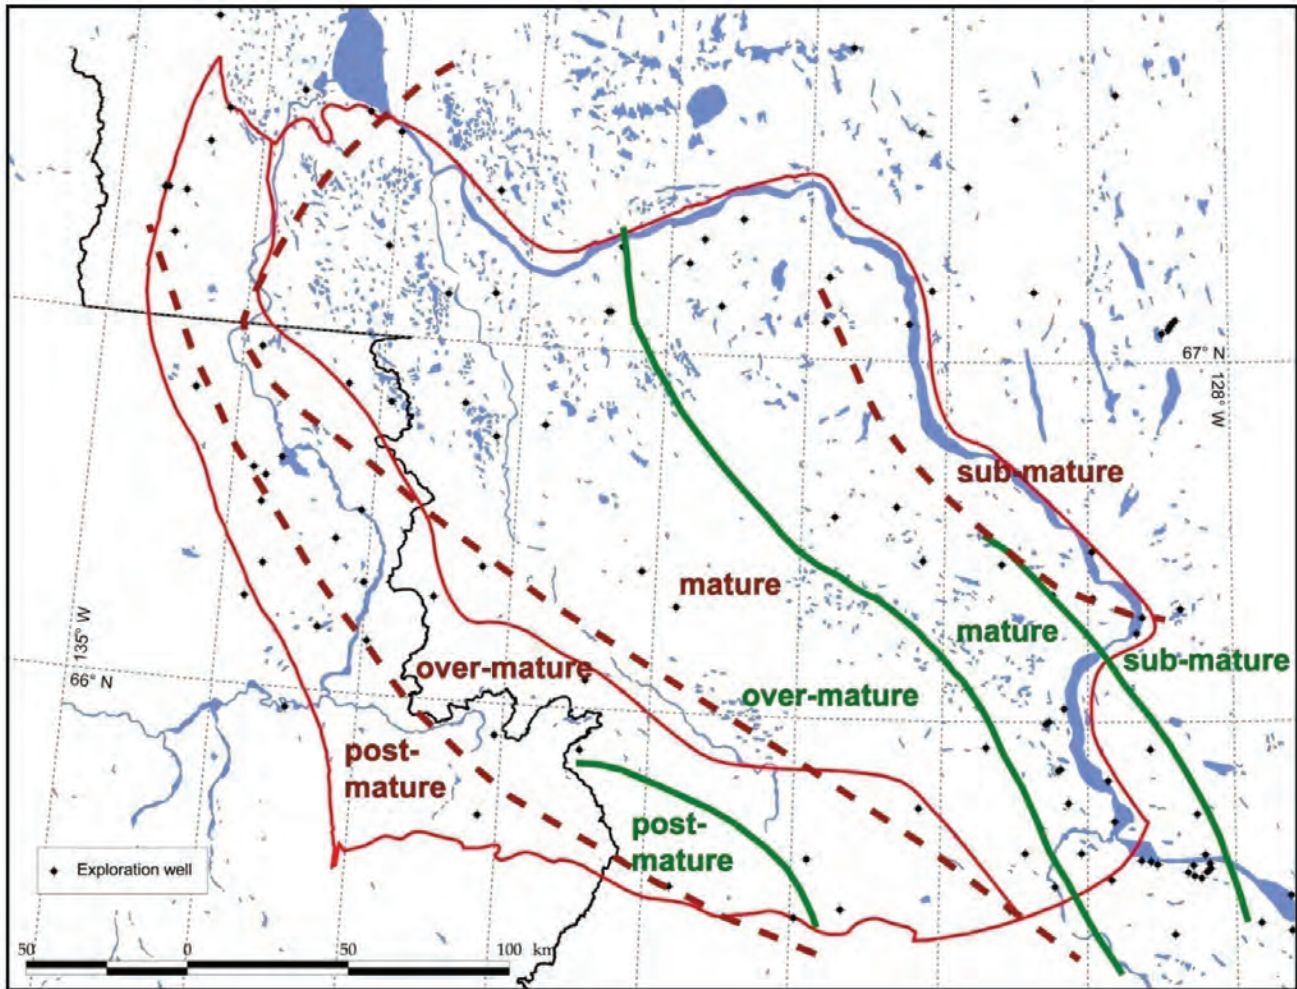 67° N
128° W
sub-mature
mature
mature
sub-mature
135° W
66° N
over-mature
over-mature
post-
mature
post-
mature
Exploration well
50 0 50 100 km